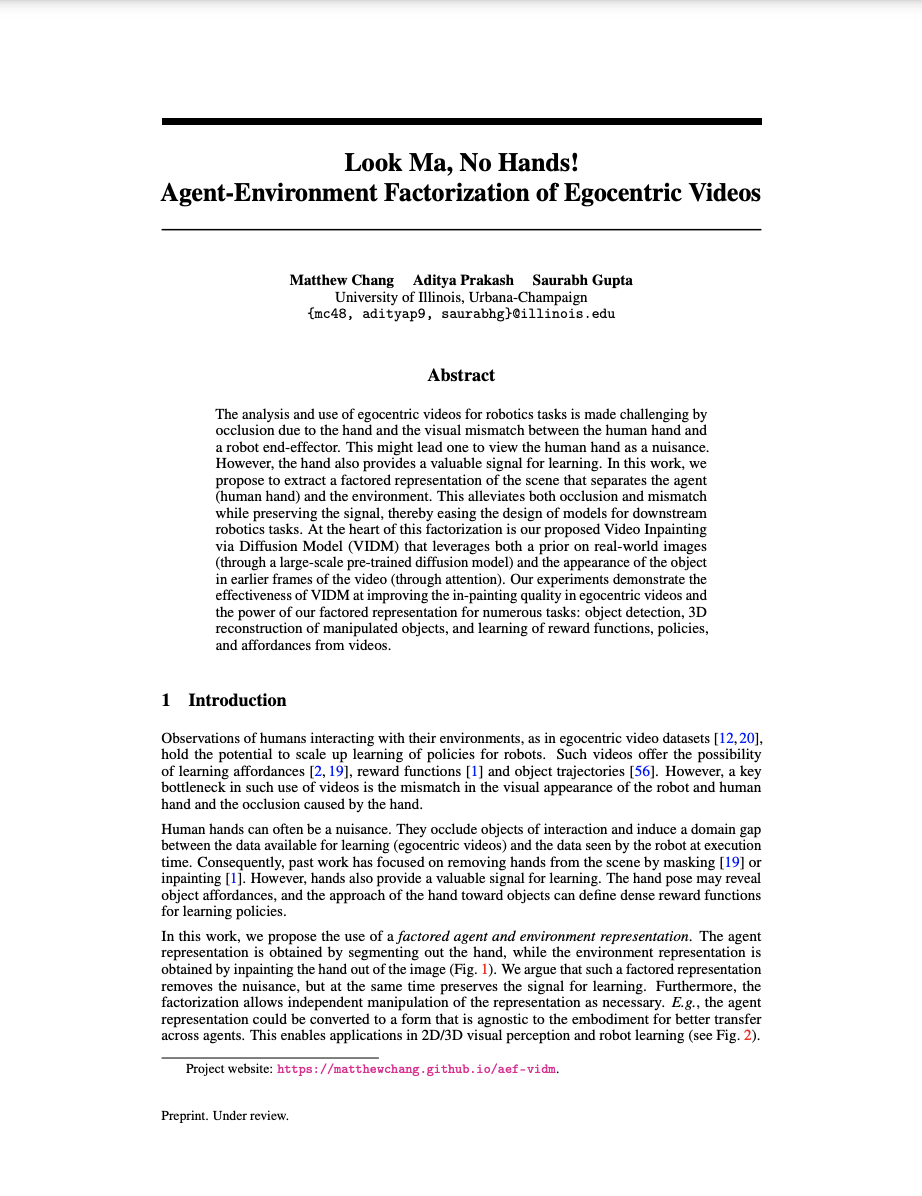 Look Ma, No Hands!
Agent-Environment Factorization of Egocentric Videos
Matthew Chang Aditya Prakash Saurabh Gupta
University of Illinois, Urbana-Champaign
{mc48, adityap9, saurabhg}@illinois.edu
Abstract
The analysis and use of egocentric videos for robotics tasks is made challenging by
occlusion due to the hand and the visual mismatch between the human hand and
a robot end-effector. This might lead one to view the human hand as a nuisance.
However, the hand also provides a valuable signal for learning. In this work, we
propose to extract a factored representation of the scene that separates the agent
(human hand) and the environment. This alleviates both occlusion and mismatch
while preserving the signal, thereby easing the design of models for downstream
robotics tasks. At the heart of this factorization is our proposed Video Inpainting
via Diffusion Model (VIDM) that leverages both a prior on real-world images
(through a large-scale pre-trained diffusion model) and the appearance of the object
in earlier frames of the video (through attention). Our experiments demonstrate the
effectiveness of VIDM at improving the in-painting quality in egocentric videos and
the power of our factored representation for numerous tasks: object detection, 3D
reconstruction of manipulated objects, and learning of reward functions, policies,
and affordances from videos.
1 Introduction
Observations of humans interacting with their environments, as in egocentric video datasets [12,20],
hold the potential to scale up learning of policies for robots. Such videos offer the possibility
of learning affordances [2, 19], reward functions [1] and object trajectories [56]. However, a key
bottleneck in such use of videos is the mismatch in the visual appearance of the robot and human
hand and the occlusion caused by the hand.
Human hands can often be a nuisance. They occlude objects of interaction and induce a domain gap
between the data available for learning (egocentric videos) and the data seen by the robot at execution
time. Consequently, past work has focused on removing hands from the scene by masking [19] or
inpainting [1]. However, hands also provide a valuable signal for learning. The hand pose may reveal
object affordances, and the approach of the hand toward objects can define dense reward functions
for learning policies.
In this work, we propose the use of a factored agent and environment representation. The agent
representation is obtained by segmenting out the hand, while the environment representation is
obtained by inpainting the hand out of the image (Fig. 1). We argue that such a factored representation
removes the nuisance, but at the same time preserves the signal for learning. Furthermore, the
factorization allows independent manipulation of the representation as necessary. E.g., the agent
representation could be converted to a form that is agnostic to the embodiment for better transfer
across agents. This enables applications in 2D/3D visual perception and robot learning (see Fig. 2).
Project website: https://matthewchang.github.io/aef-vidm.
Preprint. Under review.